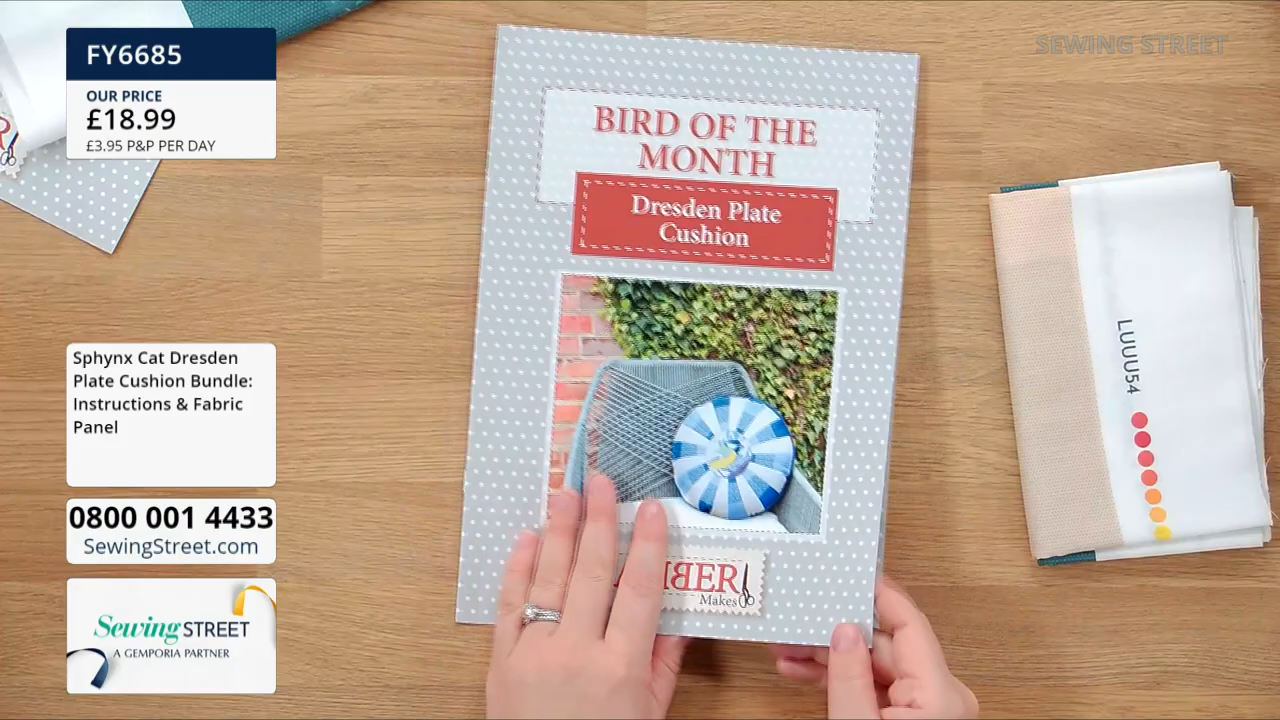 FY6685
OUR PRICE
£18.99
£3.95 P&P PER DAY
SEWING STREET
BIRD OF THE
MONTH
Dresden Plate
Cushion
Sphynx Cat Dresden
Plate Cushion Bundle:
Instructions & Fabric
Panel
LUUU54
0800 001 4433
SewingStreet.com
Makes
Sewing STREET
A GEMPORIA PARTNER